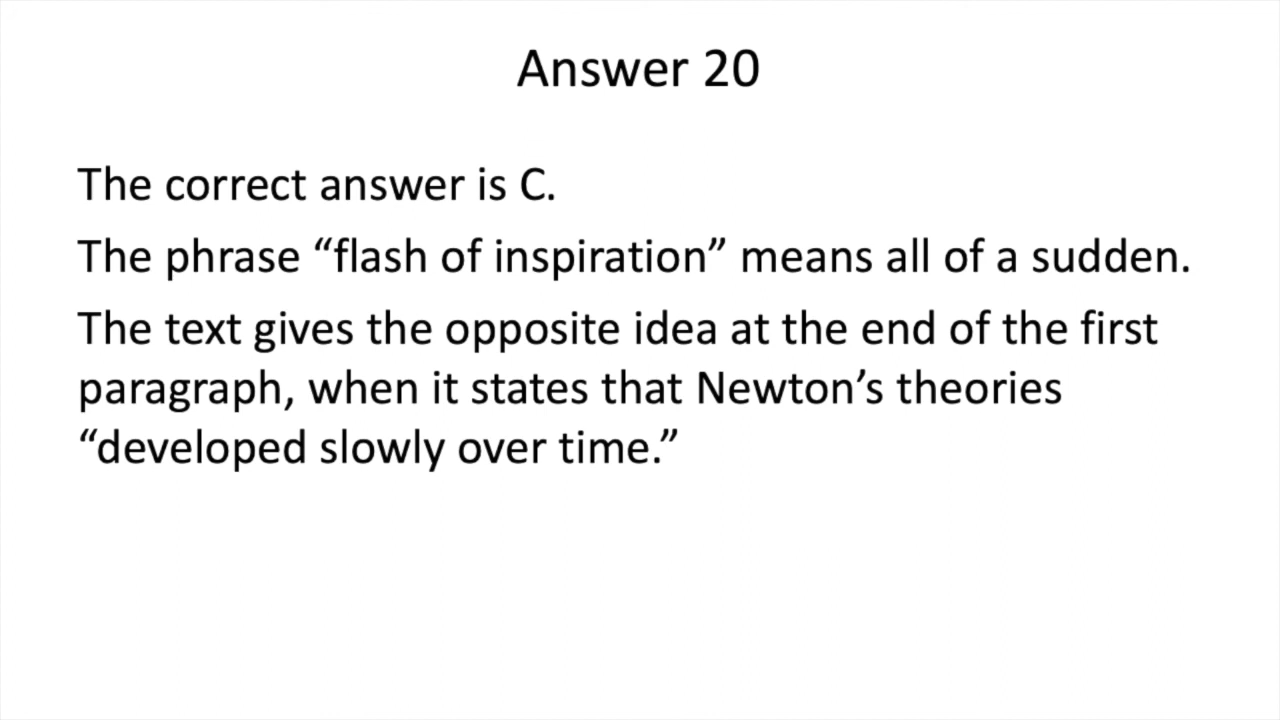 Answer 20
The correct answer is C.
The phrase “flash of inspiration” means all of a sudden.
The text gives the opposite idea at the end of the first
paragraph, when it states that Newton’s theories
“developed slowly over time.”